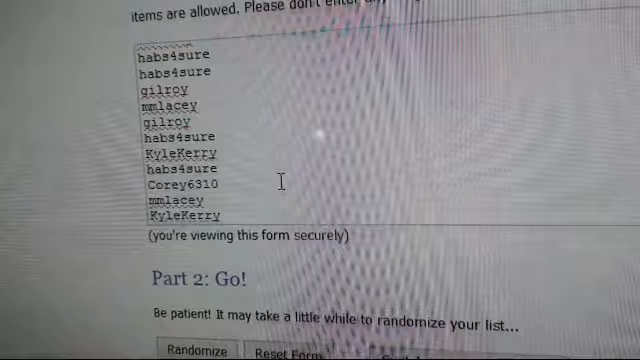 items are allowed. Please don't enter
habs4sure
habs4sure
gilroy
mmlacey
gilroy
habs4sure
KyleKerry
habs4sure
Corey6310
mmlacey
KyleKerry
(you're viewing this form securely)
Part 2: Go!
Be patient! It may take a little while to randomize your list...
Randomize
Reset Form